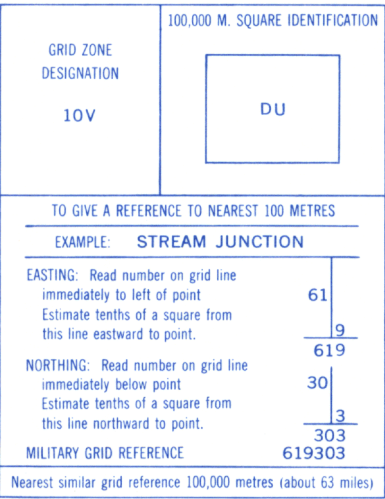 GRID ZONE
DESIGNATION
10V
100,000 M. SQUARE IDENTIFICATION
DU
TO GIVE A REFERENCE TO NEAREST 100 METRES
EXAMPLE: STREAM JUNCTION
EASTING: Read number on grid line
immediately to left of point 61
Estimate tenths of a square from
this line eastward to point. 9
619
NORTHING: Read number on grid line
immediately below point 30
Estimate tenths of a square from
this line northward to point. 3
303
MILITARY GRID REFERENCE 619303
Nearest similar grid reference 100,000 metres (about 63 miles)